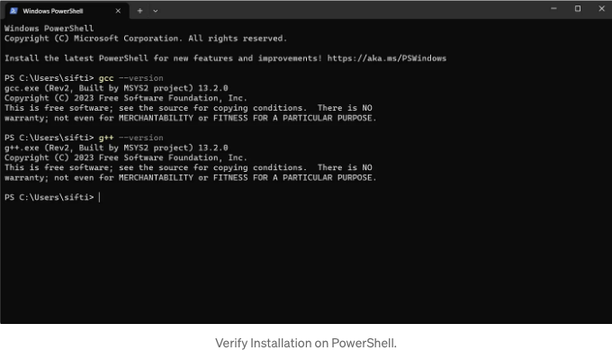 Windows PowerShell
Windows PowerShell
Copyright (C) Microsoft Corporation. All rights reserved.
Install the latest PowerShell for new features and improvements! https://aka.ms/PSWindows
PS C:\Users\sifti> gcc --version
gcc.exe (Rev2, Built by MSYS2 project) 13.2.0
Copyright (C) 2023 Free Software Foundation, Inc.
This is free software; see the source for copying conditions.  There is NO
warranty; not even for MERCHANTABILITY or FITNESS FOR A PARTICULAR PURPOSE.
PS C:\Users\sifti> g++ --version
g++.exe (Rev2, Built by MSYS2 project) 13.2.0
Copyright (C) 2023 Free Software Foundation, Inc.
This is free software; see the source for copying conditions.  There is NO
warranty; not even for MERCHANTABILITY or FITNESS FOR A PARTICULAR PURPOSE.
PS C:\Users\sifti>
Verify Installation on PowerShell.